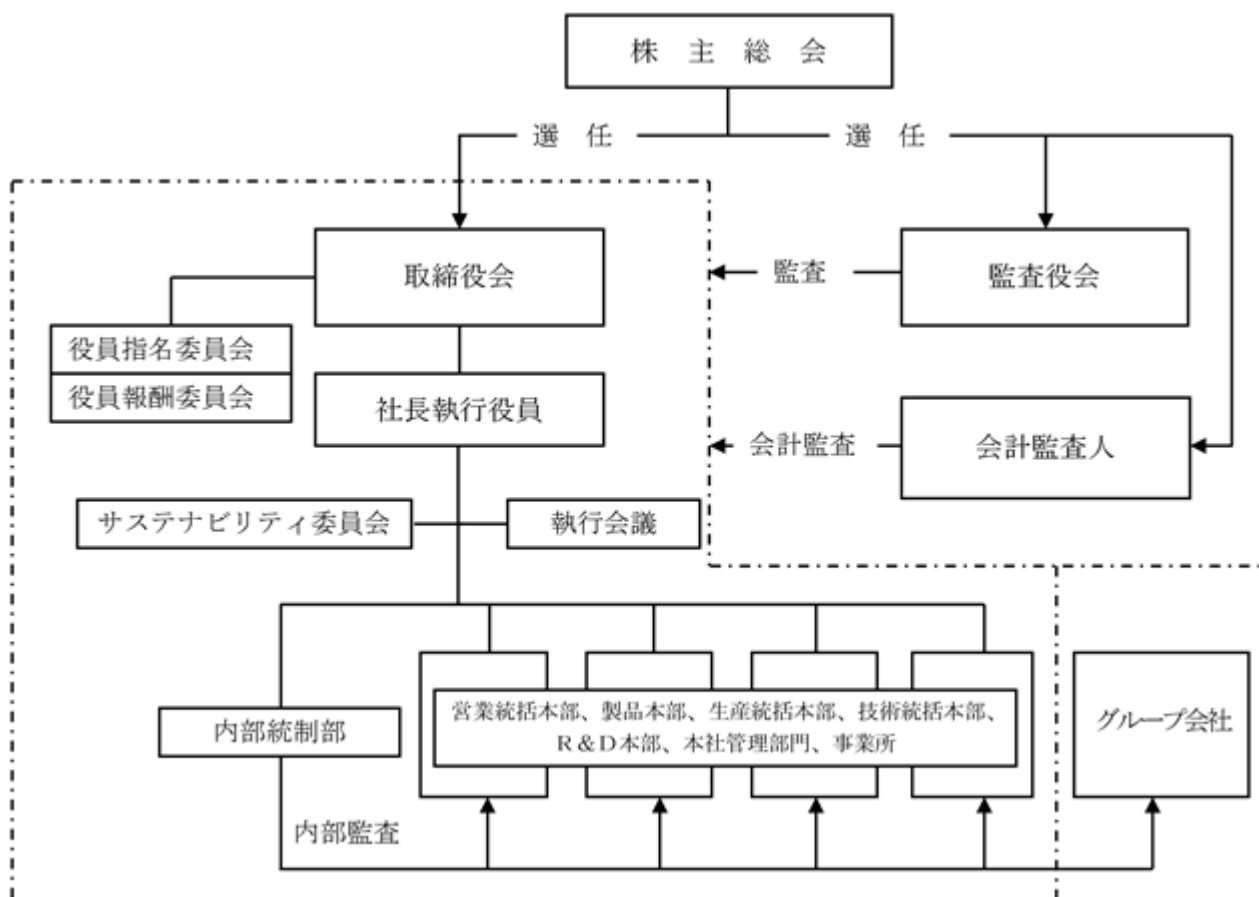 株主総会
選任
選任
取締役会
監査
監査役会
役員指名委員会
役員報酬委員会
社長執行役員
会計監査
会計監査人
サステナビリティ委員会
執行会議
内部統制部
営業統括本部、製品本部、生産統括本部、技術統括本部、
R&D本部、本社管理部門、事業所
グループ会社
内部監査